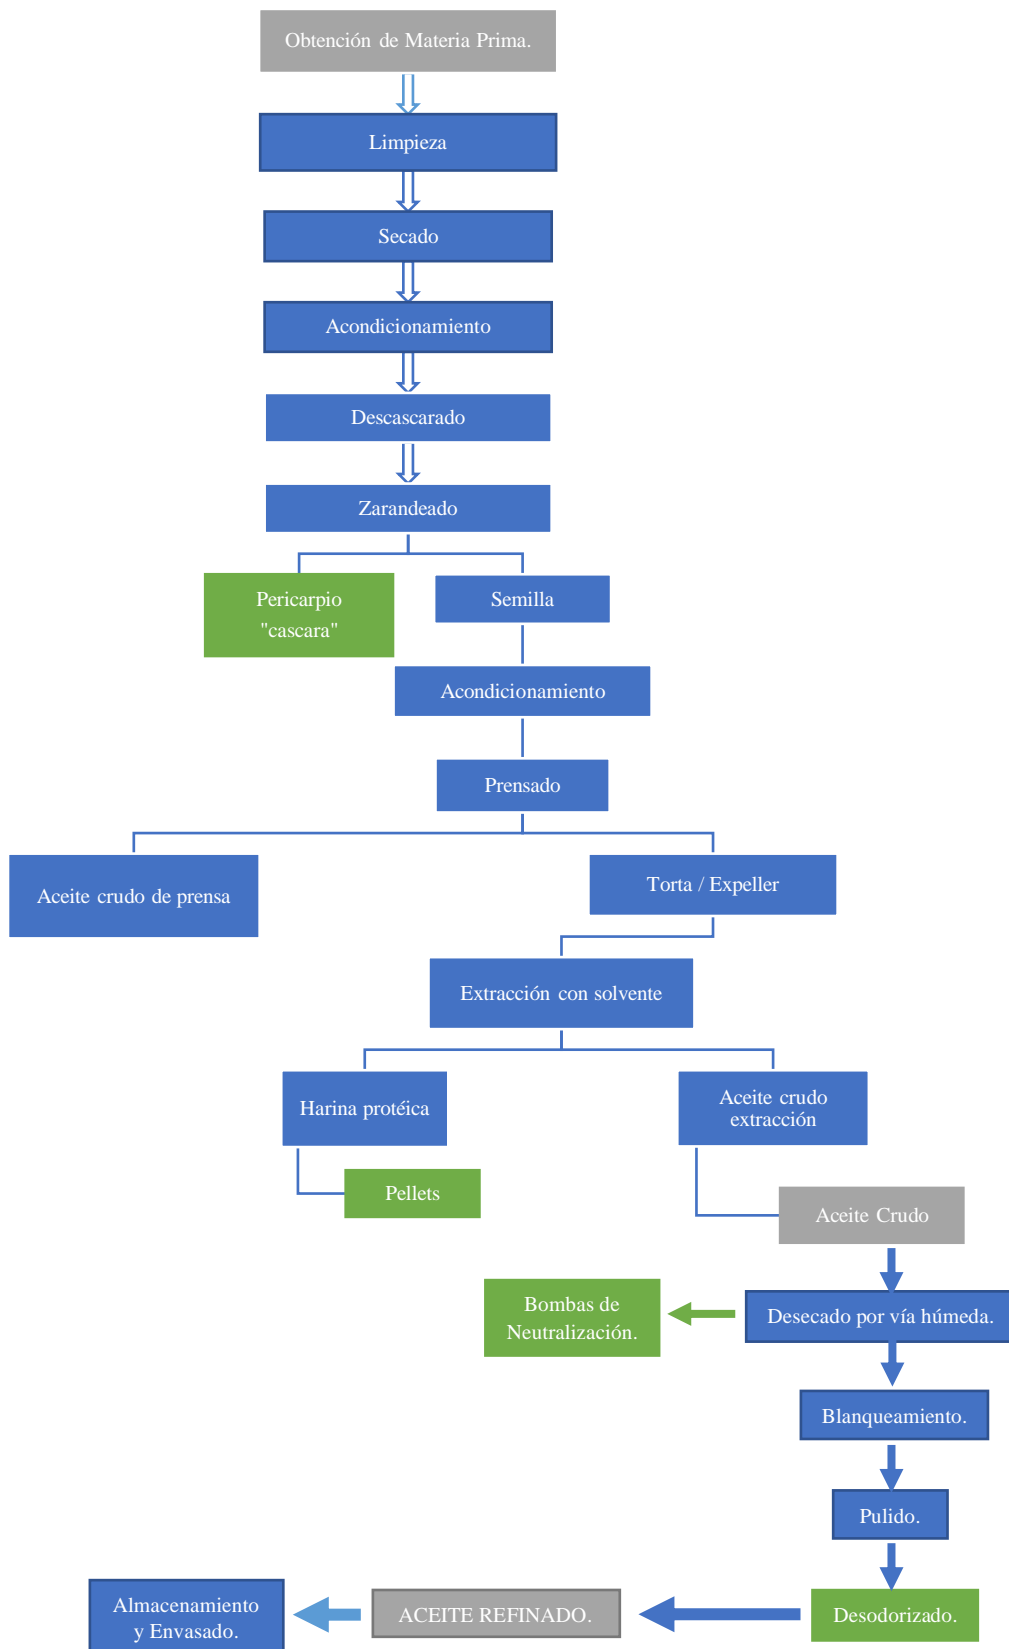 Obtención de Materia Prima.
Limpieza
Secado
Acondicionamiento
Descascarado
Zarandeado
Pericarpio
"cascara"
Semilla
Acondicionamiento
Prensado
Aceite crudo de prensa
Torta / Expeller
Extracción con solvente
Harina protéica
Aceite crudo
extracción
Pellets
Aceite Crudo
Bombas de
Neutralización.
Desecado por vía húmeda.
Blanqueamiento.
Pulido.
Almacenamiento
y Envasado.
ACEITE REFINADO.
Desodorizado.